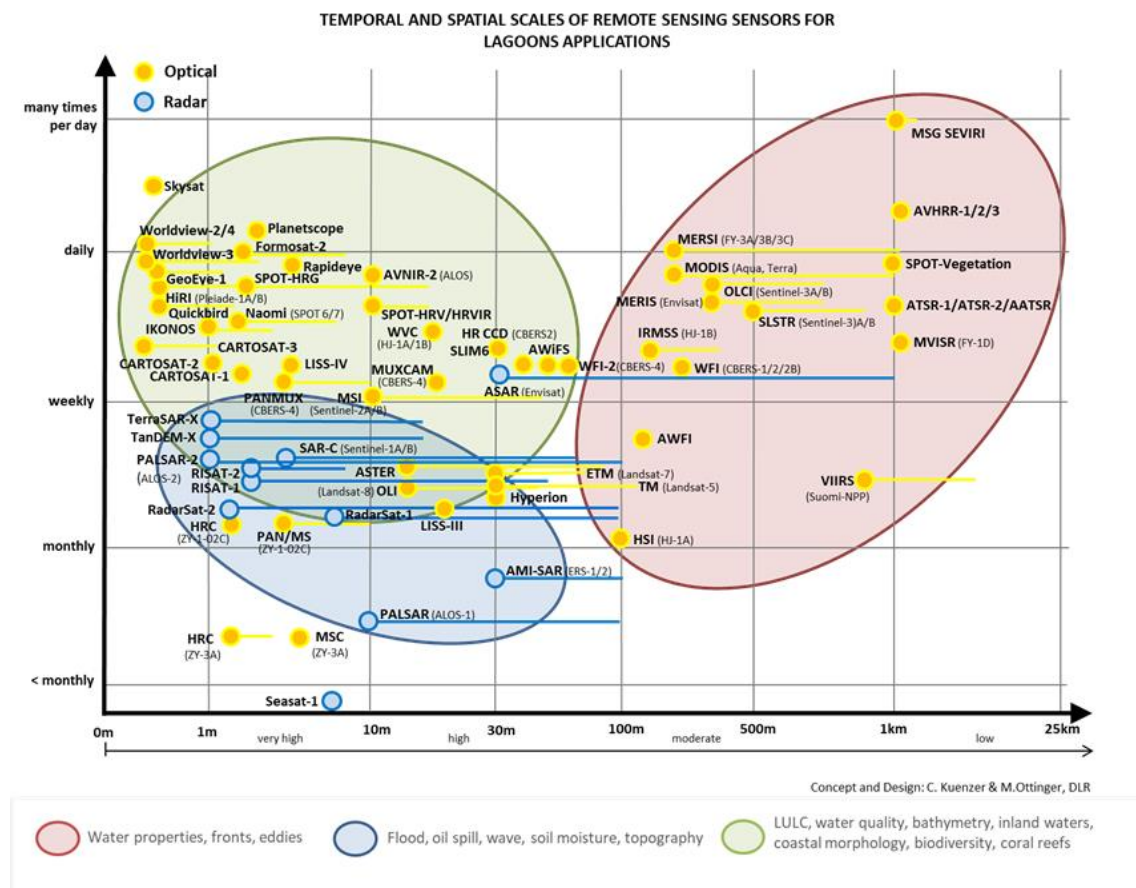 TEMPORAL AND SPATIAL SCALES OF REMOTE SENSING SENSORS FOR
LAGOONS APPLICATIONS
Optical
Radar
many times
per day
MSG SEVIRI
Skysat
AVHRR-1/2/3
Worldview-2/4
Planetscope
MERSI (FY-3A/3B/3C)
daily
Formosat-2
Worldview-3
Rapideye
SPOT-Vegetation
MODIS (Aqua, Terra)
AVNIR-2 (ALOS)
GeoEye-1
SPOT-HRG
OLCI (Sentinel-3A/B)
HiRI (Pleiade-1A/B)
MERIS (Envisat)
ATSR-1/ATSR-2/AATSR
Quickbird
Naomi (SPOT 6/7)
SPOT-HRV/HRVIR
SLSTR (Sentinel-3)A/B
IKONOS
WVC
(HJ-1A/1B)
HR CCD (CBERS2)
IRMSS (HJ-1B)
MVISR (FY-1D)
CARTOSAT-3
SLIM6
AWiFS
CARTOSAT-2
LISS-IV
WFI-2 (CBERS-4)
WFI (CBERS-1/2/2B)
CARTOSAT-1
MUXCAM
(CBERS-4)
ASAR (Envisat)
PANMUX
(CBERS-4)
MSI
(Sentinel-2A/B)
weekly
TerraSAR-X
TanDEM-X
AWFI
SAR-C (Sentinel-1A/B)
PALSAR-2
(ALOS-2)
RISAT-2
ASTER
ETM (Landsat-7)
RISAT-1
(Landsat-8) OLI
TM (Landsat-5)
VIIRS
(Suomi-NPP)
Hyperion
RadarSat-2
RadarSat-1
LISS-III
HRC
(ZY-1-02C)
PAN/MS
(ZY-1-02C)
HSI (HJ-1A)
monthly
AMI-SAR (ERS-1/2)
PALSAR (ALOS-1)
HRC
(ZY-3A)
MSC
(ZY-3A)
< monthly
Seasat-1
0m 1m 10m 30m 100m 500m 1km 25km
very high high moderate low
Concept and Design: C. Kuenzer & M.Ottinger, DLR
Water properties, fronts, eddies
Flood, oil spill, wave, soil moisture, topography
LULC, water quality, bathymetry, inland waters,
coastal morphology, biodiversity, coral reefs